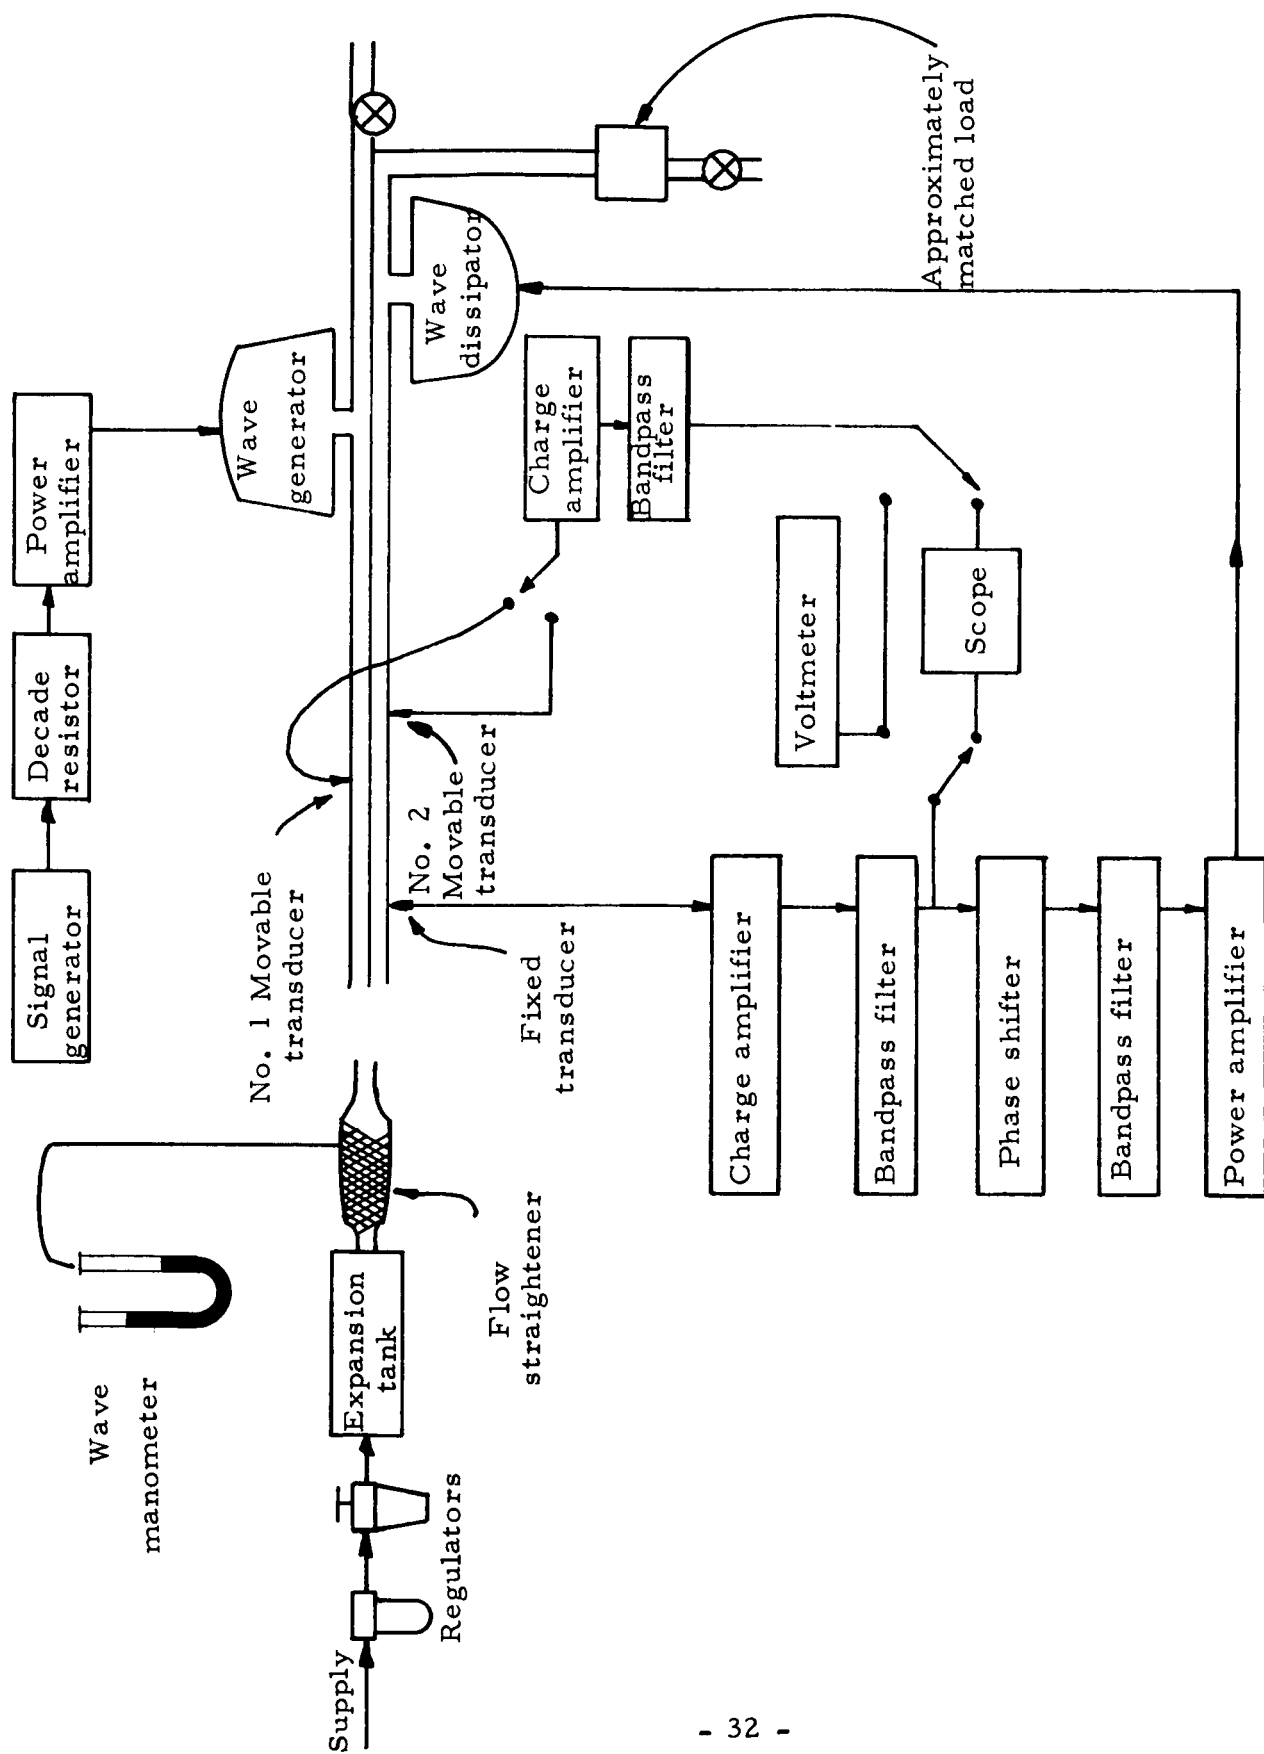 Signal
generator
Decade
resistor
Power
amplifier
Wave
manometer
No. 1 Movable
transducer
Wave
generator
Supply
Regulators
Expansion
tank
Flow
straightener
Fixed
transducer
No. 2
Movable
transducer
Wave
dissipator
Charge
amplifier
Bandpass
filter
Approximately
matched load
Voltmeter
Scope
Charge amplifier
Bandpass filter
Phase shifter
Bandpass filter
Power amplifier
- 32 -